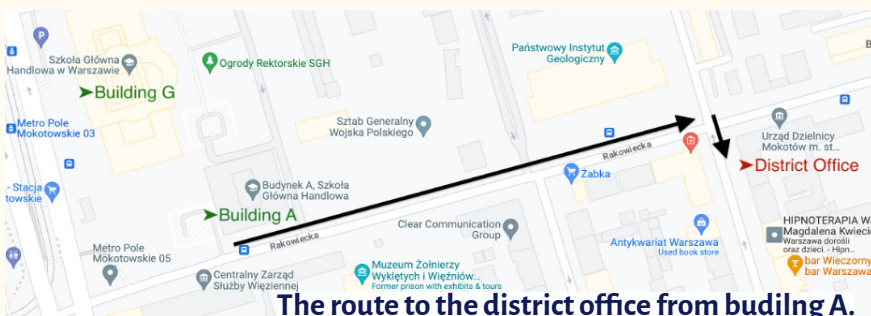 P
Szkoła Główna
Handlowa w Warszawie
➤Building G
Ogrody Rektorskie SGH
Państwowy Instytut
Geologiczny
B
Metro Pole
Mokotowskie 03
Sztab Generalny
Wojska Polskiego
Urząd Dzielnicy
Mokotów m. st...
➤District Office
Rakowiecka
Żabka
- Stacja
towskie
Budynek A, Szkoła
Główna Handlowa
➤Building A
Clear Communication
Group
Rakowiecka
Antykwariat Warszawa
Used book store
HIPNOTERAPIA Wa
Magdalena Kwiecie
Warszawa dorośli
oraz dzieci. - Hipn...
Metro Pole
Mokotowskie 05
Centralny Zarząd
Służby Więziennej
Muzeum Żołnierzy
Wyklętych i Więźniów...
Former prison with exhibits & tours
bar Wieczorny
bar Warszawa
The route to the district office from budilng A.